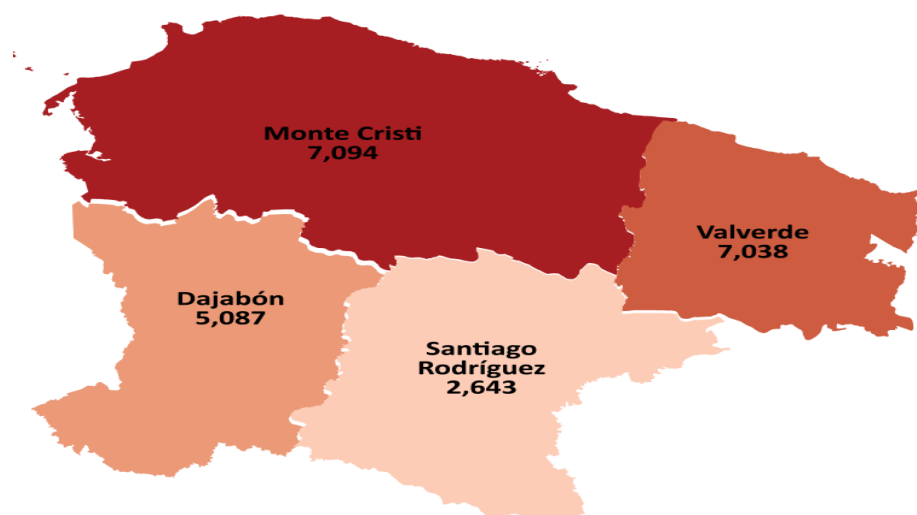 Monte Cristi
7,094
Valverde
7,038
Dajabón
5,087
Santiago
Rodríguez
2,643